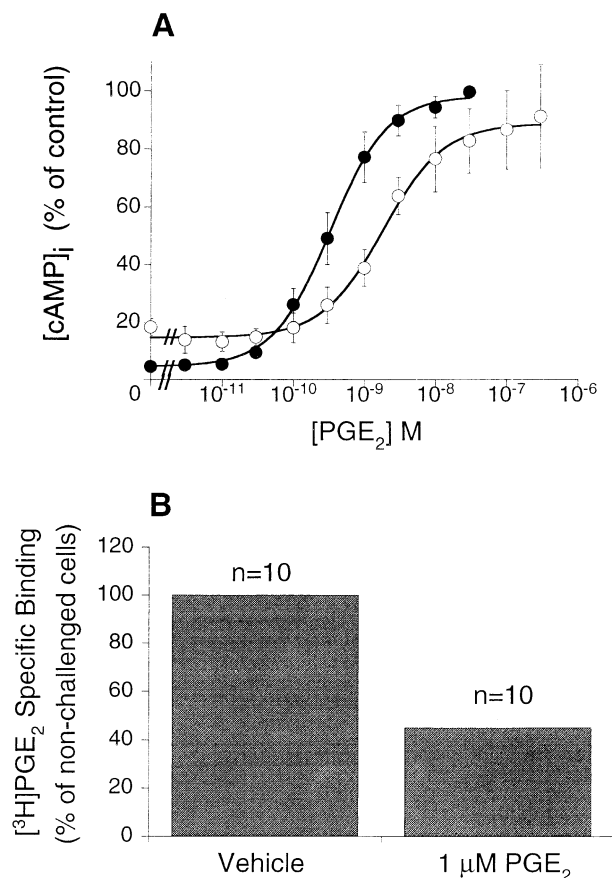 A
[cAMP]i (% of control)
100
80
60
40
20
0
10⁻¹¹ 10⁻¹⁰ 10⁻⁹ 10⁻⁸ 10⁻⁷ 10⁻⁶
[PGE₂] M
B
[³H]PGE₂ Specific Binding
(% of non-challenged cells)
120
100
80
60
40
20
0
n=10
n=10
Vehicle 1 µM PGE₂